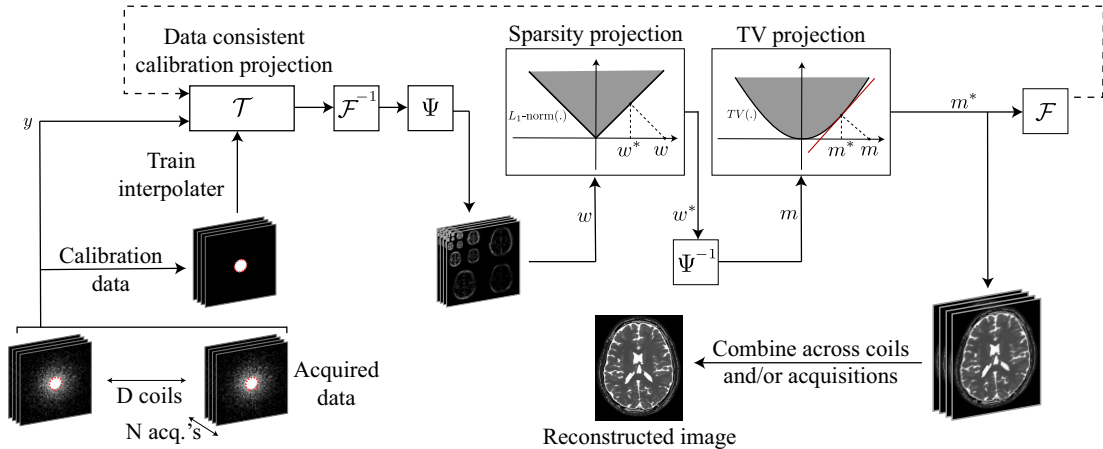 Data consistent
calibration projection
y
𝒯
ℱ⁻¹
Ψ
Train
interpolater
Calibration
data
D coils
N acq.'s
Acquired
data
Sparsity projection
L₁-norm(.)
w*
w
w
w*
Ψ⁻¹
TV projection
TV(.)
m*
m
m
m*
ℱ
Combine across coils
and/or acquisitions
Reconstructed image